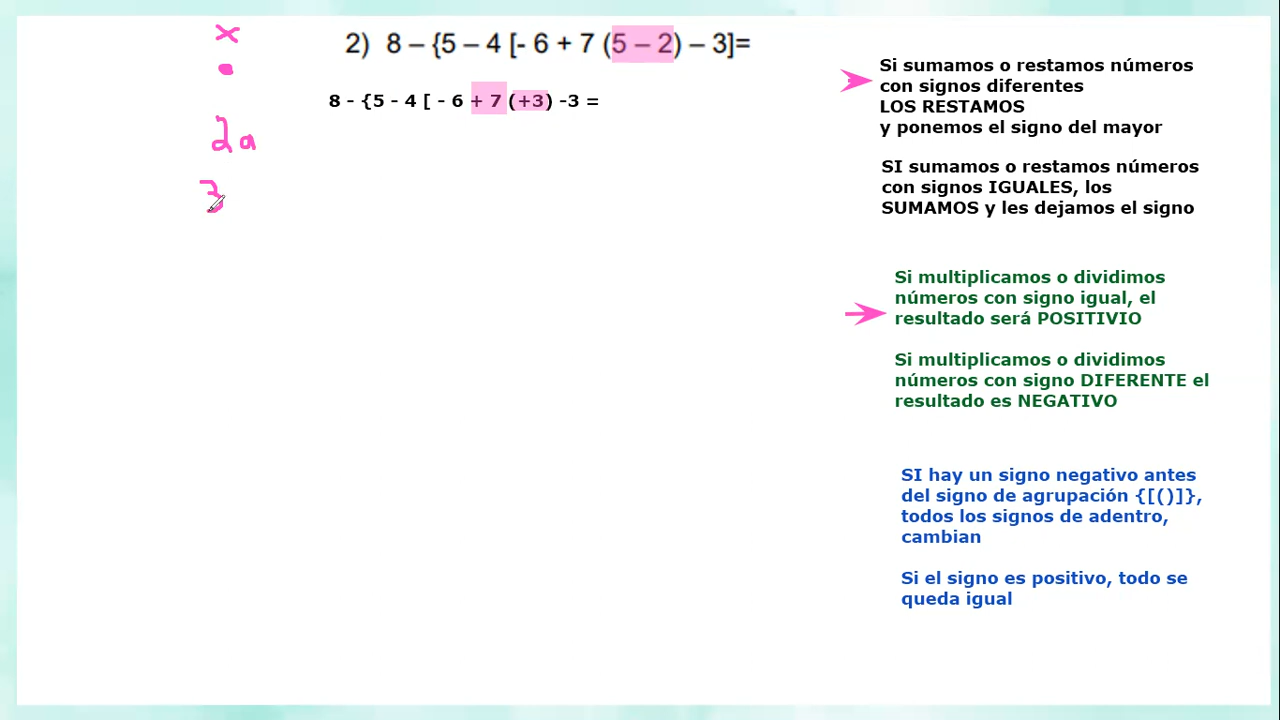 x
2) 8 – {5 – 4 [- 6 + 7 (5 – 2) – 3]=
.
8 - {5 - 4 [ - 6 + 7 (+3) -3 =
2a
3
Si sumamos o restamos números
con signos diferentes
LOS RESTAMOS
y ponemos el signo del mayor
SI sumamos o restamos números
con signos IGUALES, los
SUMAMOS y les dejamos el signo
Si multiplicamos o dividimos
números con signo igual, el
resultado será POSITIVIO
Si multiplicamos o dividimos
números con signo DIFERENTE el
resultado es NEGATIVO
SI hay un signo negativo antes
del signo de agrupación {[()]},
todos los signos de adentro,
cambian
Si el signo es positivo, todo se
queda igual